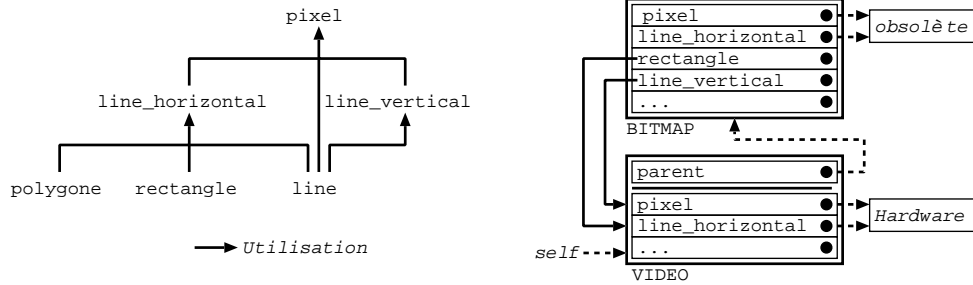 pixel
line_horizontal
line_vertical
polygone
rectangle
line
Utilisation
pixel
line_horizontal
rectangle
line_vertical
...
BITMAP
obsolète
parent
pixel
line_horizontal
...
self
VIDEO
Hardware